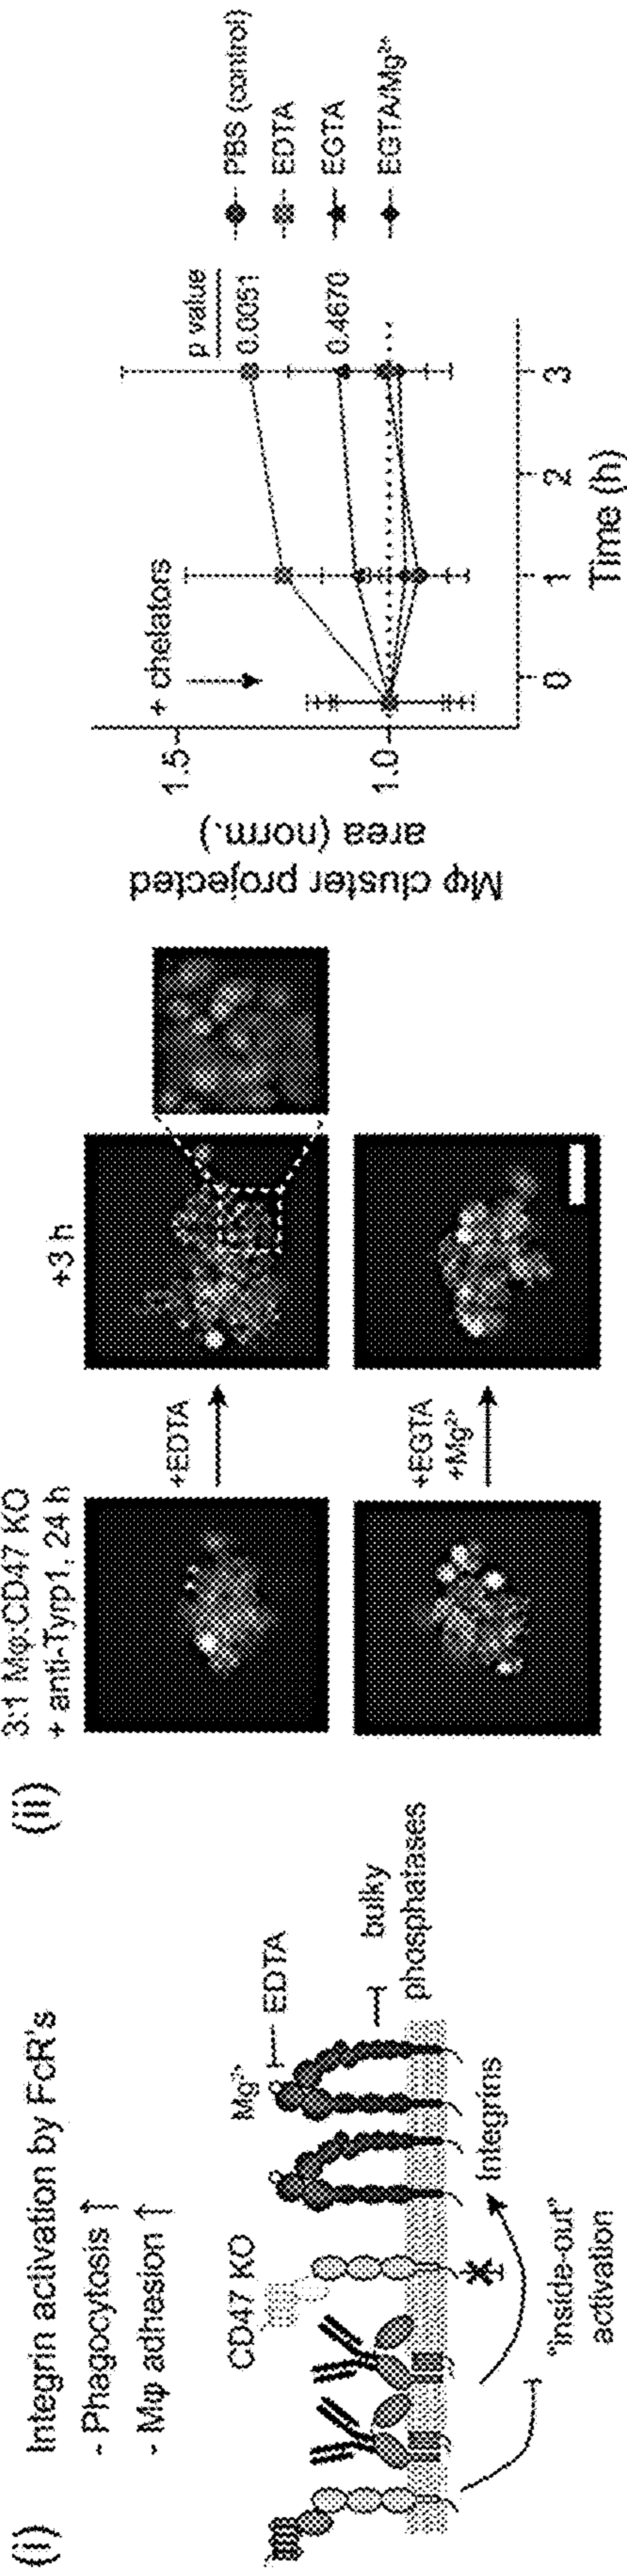 (i)
Integrin activation by FcR's
- Phagocytosis ↑
- Mφ adhesion ↑
CD47 KO
Mg²⁺
EDTA
bulky
phosphatases
Integrins
"inside-out"
activation
(ii)
3:1 Mφ:CD47 KO
+ anti-Tyrp1, 24 h
+3 h
+EDTA
+EGTA
+Mg²⁺
Mφ cluster projected
area (norm.)
1.5
1.0
+ chelators
p value
0.0051
0.4670
0
1
2
3
Time (h)
PBS (control)
EDTA
EGTA
EGTA/Mg²⁺